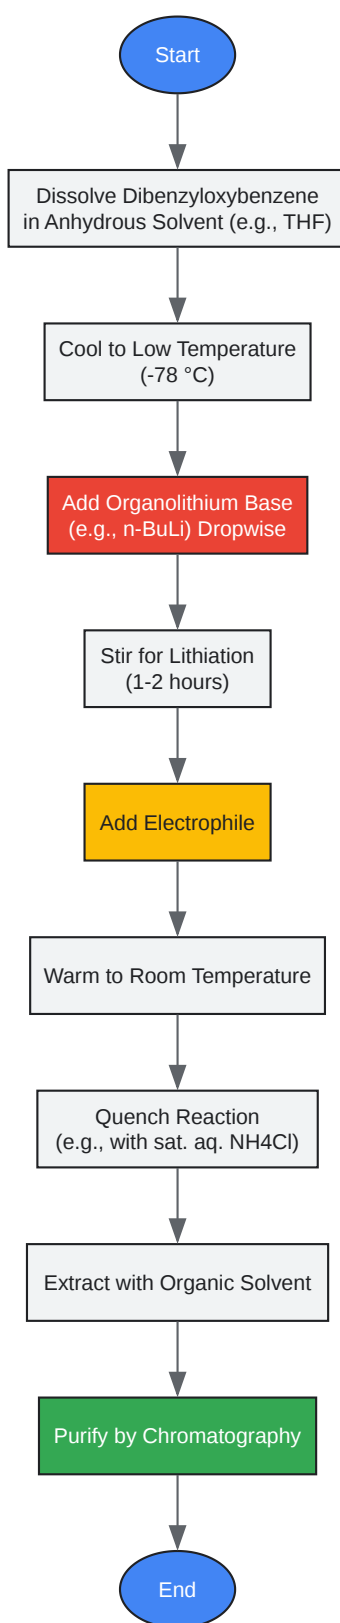 Start
Dissolve Dibenzyloxybenzene
in Anhydrous Solvent (e.g., THF)
Cool to Low Temperature
(-78 °C)
Add Organolithium Base
(e.g., n-BuLi) Dropwise
Stir for Lithiation
(1-2 hours)
Add Electrophile
Warm to Room Temperature
Quench Reaction
(e.g., with sat. aq. NH4Cl)
Extract with Organic Solvent
Purify by Chromatography
End